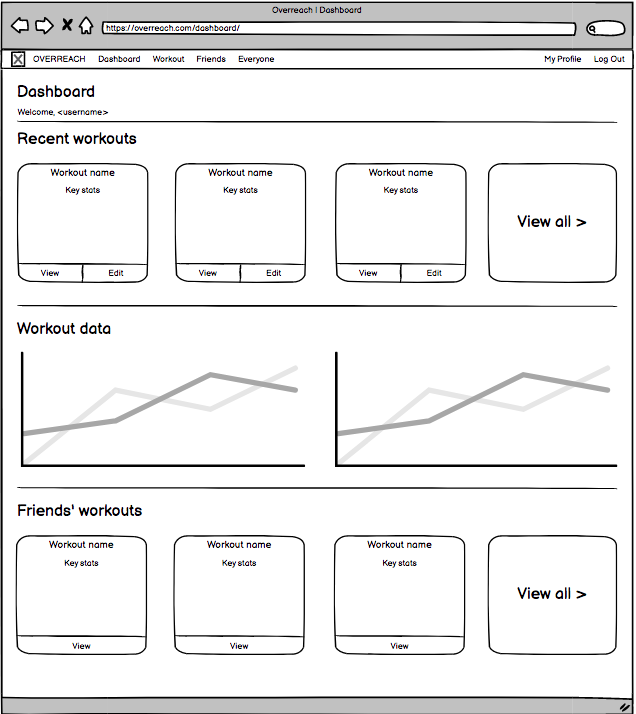 Overreach | Dashboard
https://overreach.com/dashboard/
OVERREACH Dashboard Workout Friends Everyone My Profile Log Out
Dashboard
Welcome, <username>
Recent workouts
Workout name Workout name Workout name
Key stats Key stats Key stats
View all >
View Edit View Edit View Edit
Workout data
Friends' workouts
Workout name Workout name Workout name
Key stats Key stats Key stats
View all >
View View View